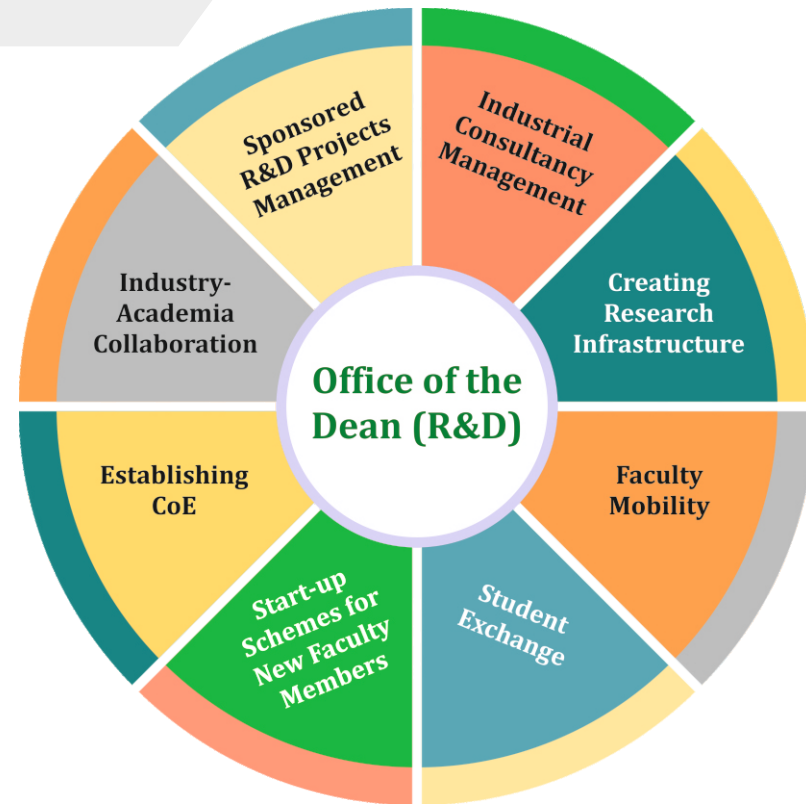 Sponsored
R&D Projects
Management
Industrial
Consultancy
Management
Industry-
Academia
Collaboration
Creating
Research
Infrastructure
Office of the
Dean (R&D)
Establishing
CoE
Faculty
Mobility
Start-up
Schemes for
New Faculty
Members
Student
Exchange